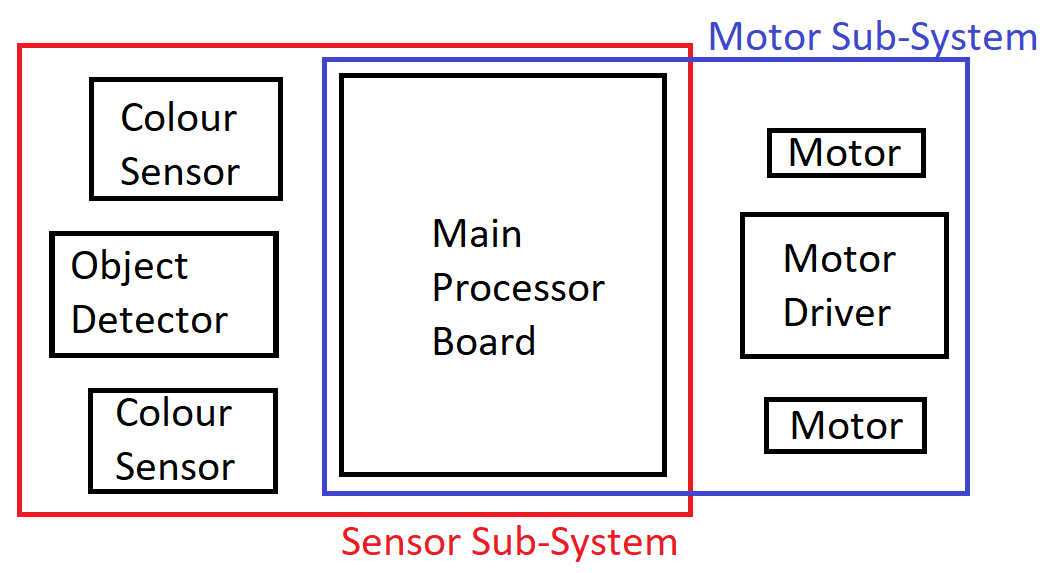 Motor Sub-System
Colour
Sensor
Object
Detector
Colour
Sensor
Main
Processor
Board
Motor
Motor
Driver
Motor
Sensor Sub-System